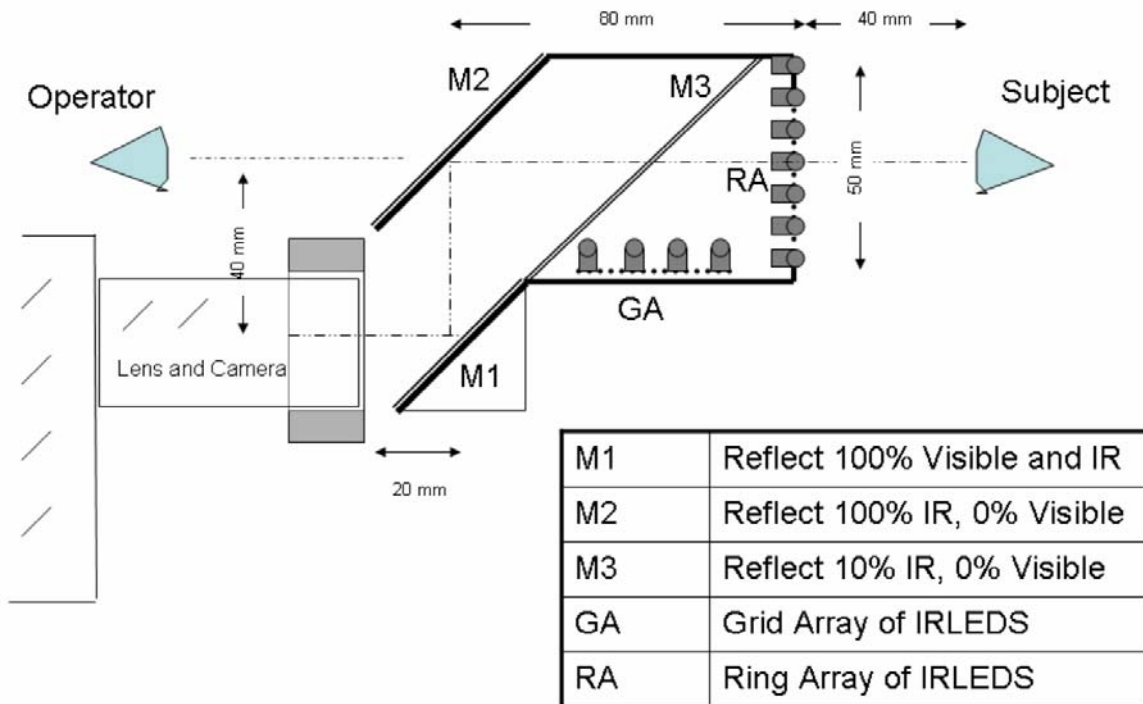 80 mm
40 mm
M2
M3
Operator
Subject
RA
50 mm
40 mm
GA
Lens and Camera
M1
20 mm
M1 Reflect 100% Visible and IR
M2 Reflect 100% IR, 0% Visible
M3 Reflect 10% IR, 0% Visible
GA Grid Array of IRLEDS
RA Ring Array of IRLEDS